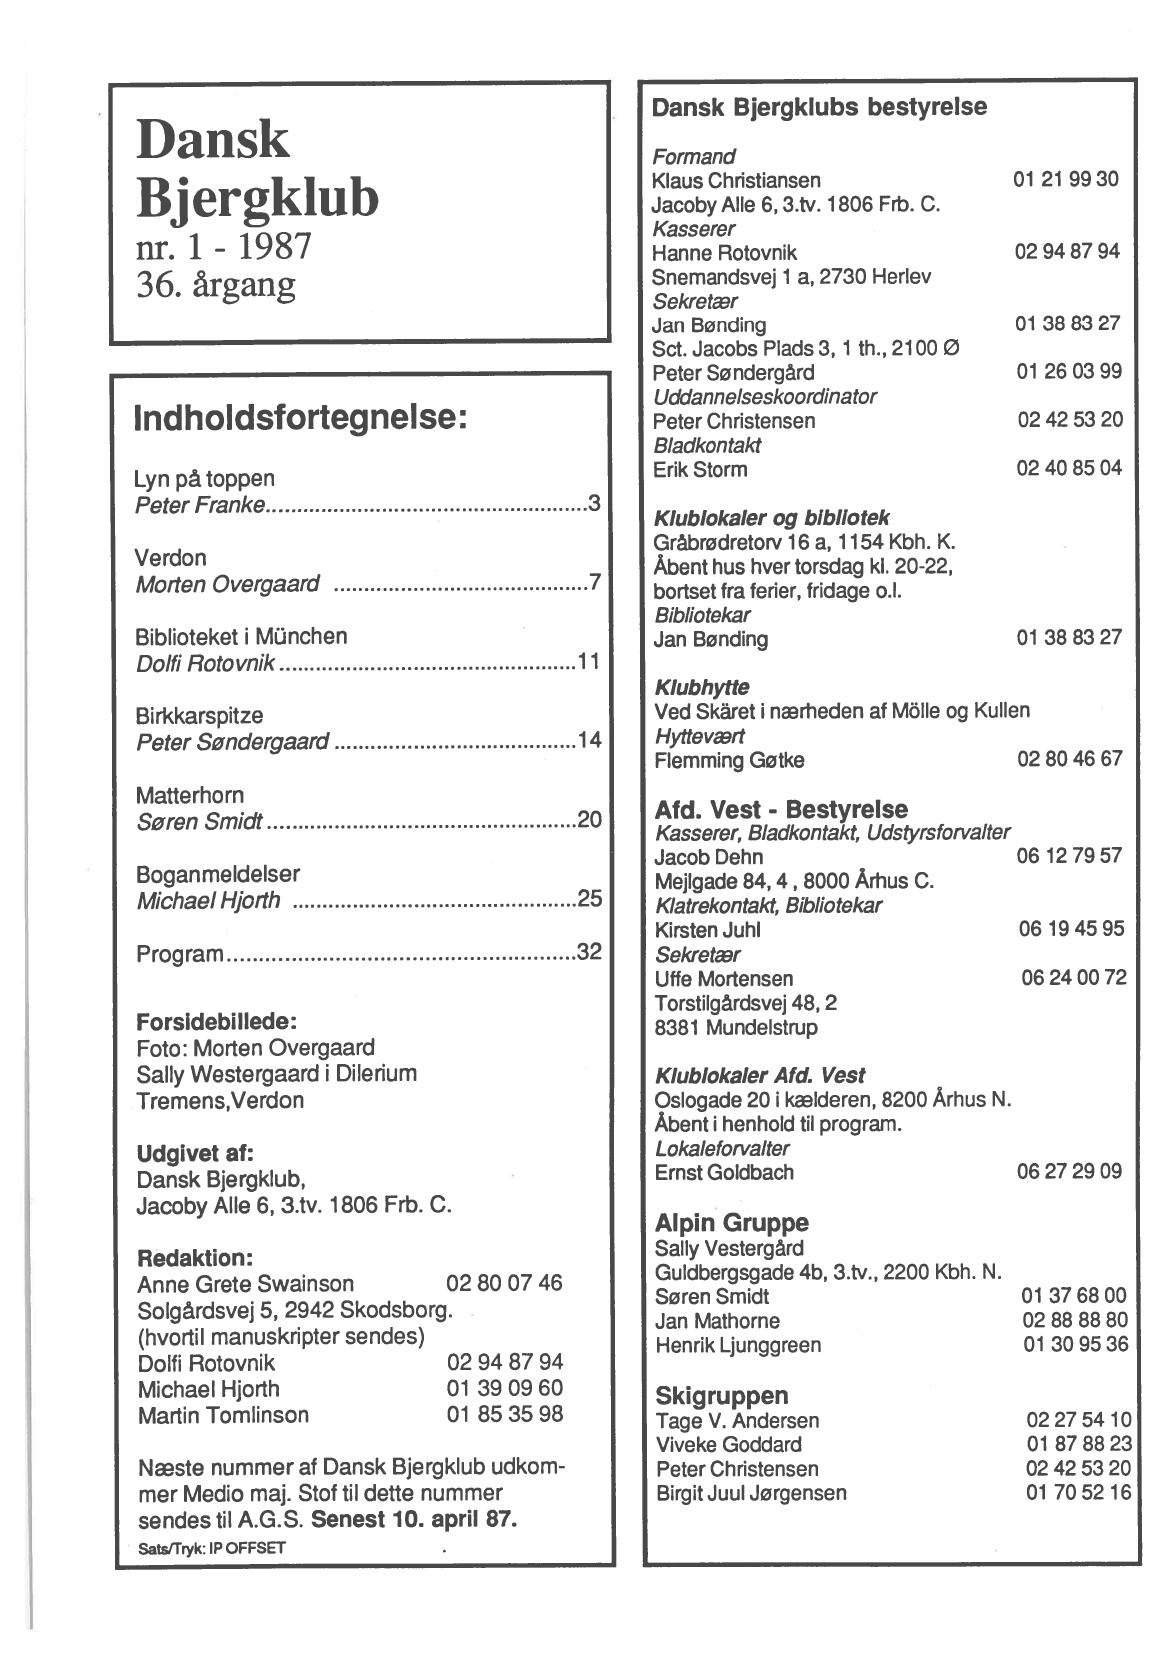 Dansk
Bjergklub
nr. 1 - 1987
36. årgang
Indholdsfortegnelse:
Lyn på toppen
Peter Franke.....................................................3
Verdon
Morten Overgaard ..........................................7
Biblioteket i München
Dolfi Rotovnik.................................................11
Birkkarspitze
Peter Søndergaard........................................14
Matterhorn
Søren Smidt...................................................20
Boganmeldelser
Michael Hjorth ...............................................25
Program.........................................................32
Forsidebillede:
Foto: Morten Overgaard
Sally Westergaard i Dilerium
Tremens,Verdon
Udgivet af:
Dansk Bjergklub,
Jacoby Alle 6, 3.tv. 1806 Frb. C.
Redaktion:
Anne Grete Swainson 02 80 07 46
Solgårdsvej 5, 2942 Skodsborg.
(hvortil manuskripter sendes)
Dolfi Rotovnik 02 94 87 94
Michael Hjorth 01 39 09 60
Martin Tomlinson 01 85 35 98
Næste nummer af Dansk Bjergklub udkom-
mer Medio maj. Stof til dette nummer
sendes til A.G.S. Senest 10. april 87.
Sats/Tryk: IP OFFSET
Dansk Bjergklubs bestyrelse
Formand
Klaus Christiansen 01 21 99 30
Jacoby Alle 6, 3.tv. 1806 Frb. C.
Kasserer
Hanne Rotovnik 02 94 87 94
Snemandsvej 1 a, 2730 Herlev
Sekretær
Jan Bønding 01 38 83 27
Sct. Jacobs Plads 3, 1 th., 2100 Ø
Peter Søndergård 01 26 03 99
Uddannelseskoordinator
Peter Christensen 02 42 53 20
Bladkontakt
Erik Storm 02 40 85 04
Klublokaler og bibliotek
Gråbrødretorv 16 a, 1154 Kbh. K.
Åbent hus hver torsdag kl. 20-22,
bortset fra ferier, fridage o.l.
Bibliotekar
Jan Bønding 01 38 83 27
Klubhytte
Ved Skäret i nærheden af Mölle og Kullen
Hyttevært
Flemming Gøtke 02 80 46 67
Afd. Vest - Bestyrelse
Kasserer, Bladkontakt, Udstyrsforvalter
Jacob Dehn 06 12 79 57
Mejlgade 84, 4 , 8000 Århus C.
Klatrekontakt, Bibliotekar
Kirsten Juhl 06 19 45 95
Sekretær
Uffe Mortensen 06 24 00 72
Torstilgårdsvej 48, 2
8381 Mundelstrup
Klublokaler Afd. Vest
Oslogade 20 i kælderen, 8200 Århus N.
Åbent i henhold til program.
Lokaleforvalter
Ernst Goldbach 06 27 29 09
Alpin Gruppe
Sally Vestergård
Guldbergsgade 4b, 3.tv., 2200 Kbh. N.
Søren Smidt 01 37 68 00
Jan Mathorne 02 88 88 80
Henrik Ljunggreen 01 30 95 36
Skigruppen
Tage V. Andersen 02 27 54 10
Viveke Goddard 01 87 88 23
Peter Christensen 02 42 53 20
Birgit Juul Jørgensen 01 70 52 16